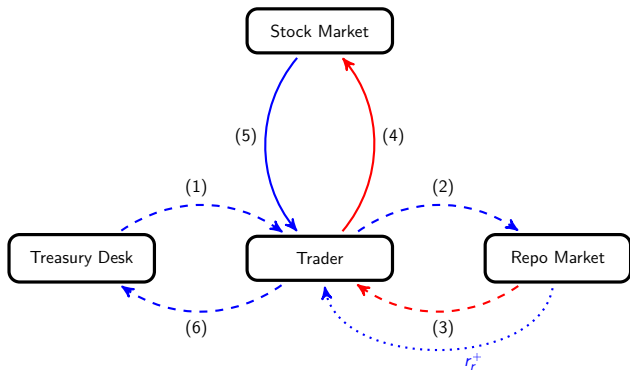 Stock Market
(5)
(4)
(1)
(2)
Treasury Desk
Trader
Repo Market
(6)
(3)
r_r^+